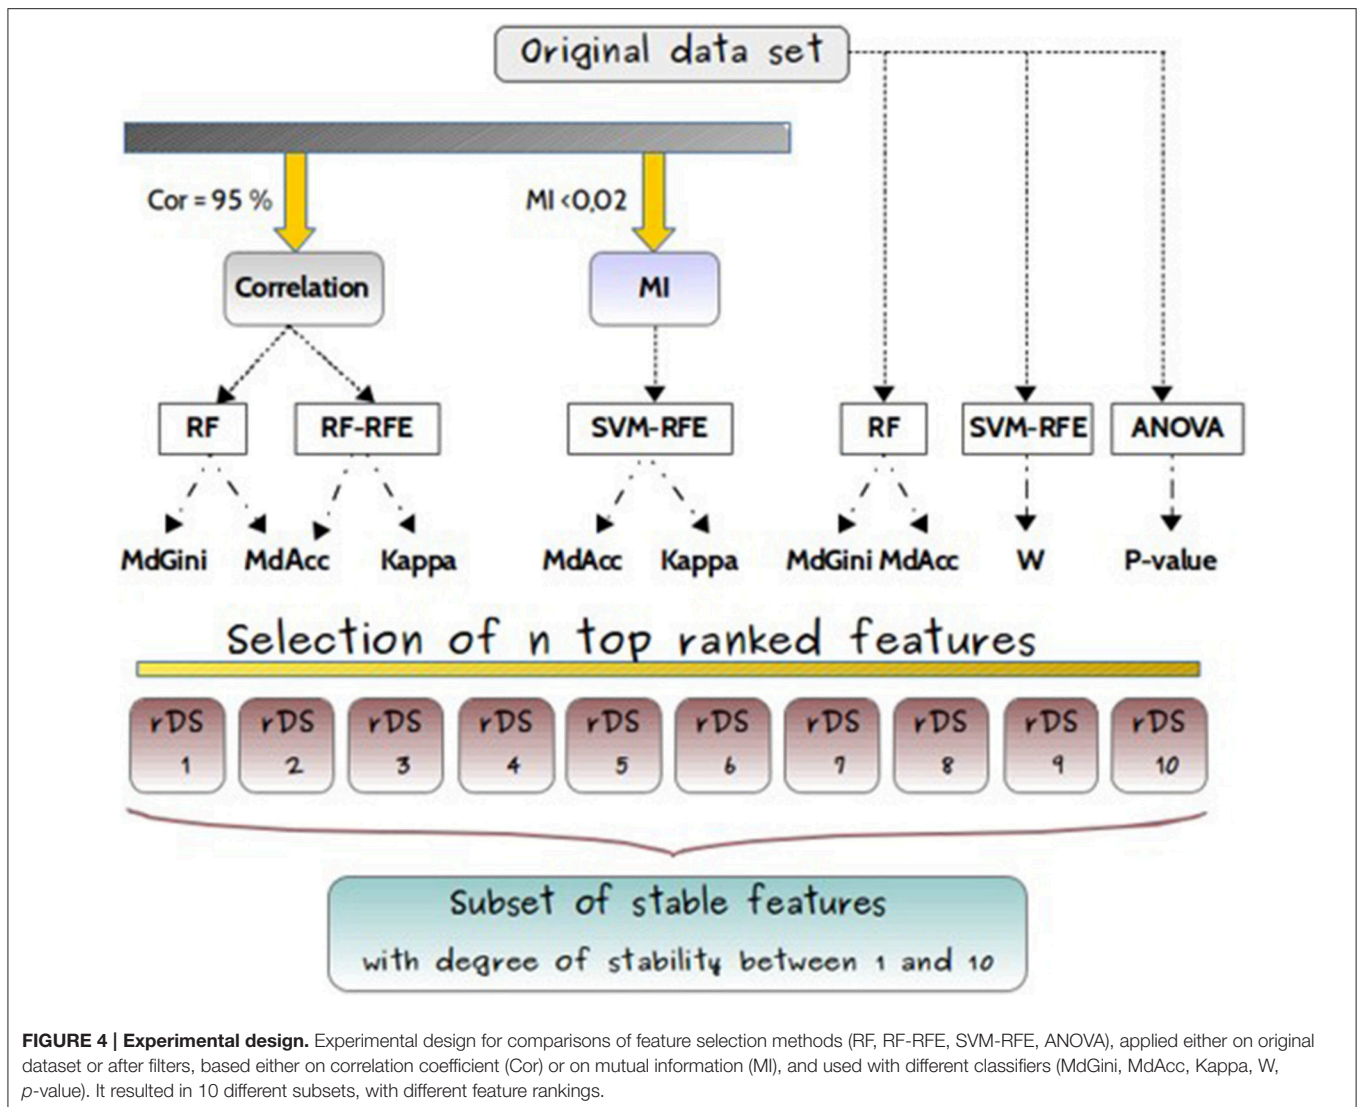 Original data set
Cor = 95 %
MI <0,02
Correlation
MI
RF
RF-RFE
SVM-RFE
RF
SVM-RFE
ANOVA
MdGini
MdAcc
Kappa
MdAcc
Kappa
MdGini
MdAcc
W
P-value
Selection of n top ranked features
rDS
1
rDS
2
rDS
3
rDS
4
rDS
5
rDS
6
rDS
7
rDS
8
rDS
9
rDS
10
Subset of stable features
with degree of stability between 1 and 10
FIGURE 4 | Experimental design. Experimental design for comparisons of feature selection methods (RF, RF-RFE, SVM-RFE, ANOVA), applied either on original
dataset or after filters, based either on correlation coefficient (Cor) or on mutual information (MI), and used with different classifiers (MdGini, MdAcc, Kappa, W,
p-value). It resulted in 10 different subsets, with different feature rankings.